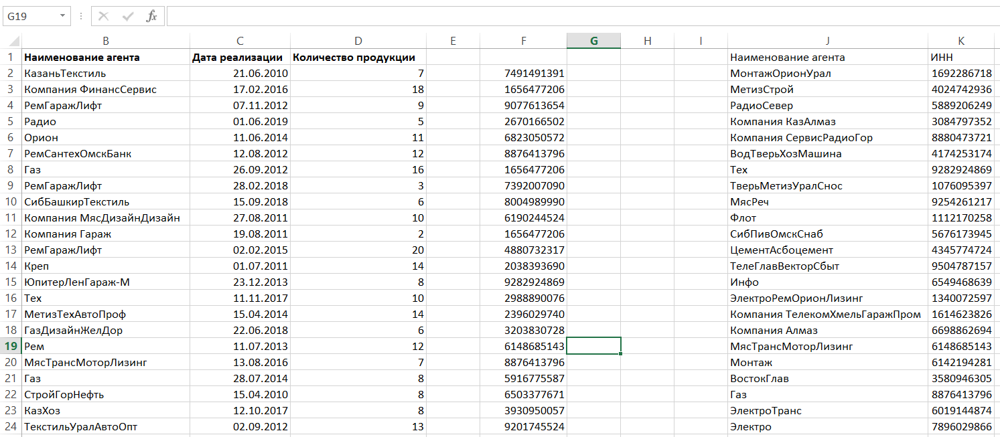 G19 fx
B C D E F G H I J K
1 Наименование агента Дата реализации Количество продукции Наименование агента ИНН
2 КазаньТекстиль 21.06.2010 7 7491491391 МонтажОрионУрал 1692286718
3 Компания ФинансСервис 17.02.2016 18 1656477206 МетизСтрой 4024742936
4 РемГаражЛифт 07.11.2012 9 9077613654 РадиоСевер 5889206249
5 Радио 01.06.2019 5 2670166502 Компания КазАлмаз 3084797352
6 Орион 11.06.2014 11 6823050572 Компания СервисРадиоГор 8880473721
7 РемСантехОмскБанк 12.08.2012 12 8876413796 ВодТверьХозМашина 4174253174
8 Газ 26.09.2012 16 1656477206 Тех 9282924869
9 РемГаражЛифт 28.02.2018 3 7392007090 ТверьМетизУралСнос 1076095397
10 СибБашкирТекстиль 15.09.2018 6 8004989990 МясРеч 9254261217
11 Компания МясДизайнДизайн 27.08.2011 10 6190244524 Флот 1112170258
12 Компания Гараж 19.08.2011 2 1656477206 СибПивОмскСнаб 5676173945
13 РемГаражЛифт 02.02.2015 20 4880732317 ЦементАсбоцемент 4345774724
14 Креп 01.07.2011 14 2038393690 ТелеГлавВекторСбыт 9504787157
15 ЮпитерЛенГараж-М 23.12.2013 8 9282924869 Инфо 6549468639
16 Тех 11.11.2017 10 2988890076 ЭлектроРемОрионЛизинг 1340072597
17 МетизТехАвтоПроф 15.04.2014 14 2396029740 Компания ТелекомХмельГаражПром 1614623826
18 ГазДизайнЖелДор 22.06.2018 6 3203830728 Компания Алмаз 6698862694
19 Рем 11.07.2013 12 6148685143 МясТрансМоторЛизинг 6148685143
20 МясТрансМоторЛизинг 13.08.2016 7 8876413796 Монтаж 6142194281
21 Газ 28.07.2014 8 5916775587 ВостокГлав 3580946305
22 СтройГорНефть 15.04.2010 8 6503377671 Газ 8876413796
23 КазХоз 12.10.2017 8 3930950057 ЭлектроТранс 6019144874
24 ТекстильУралАвтоОпт 02.09.2012 13 9201745524 Электро 7896029866